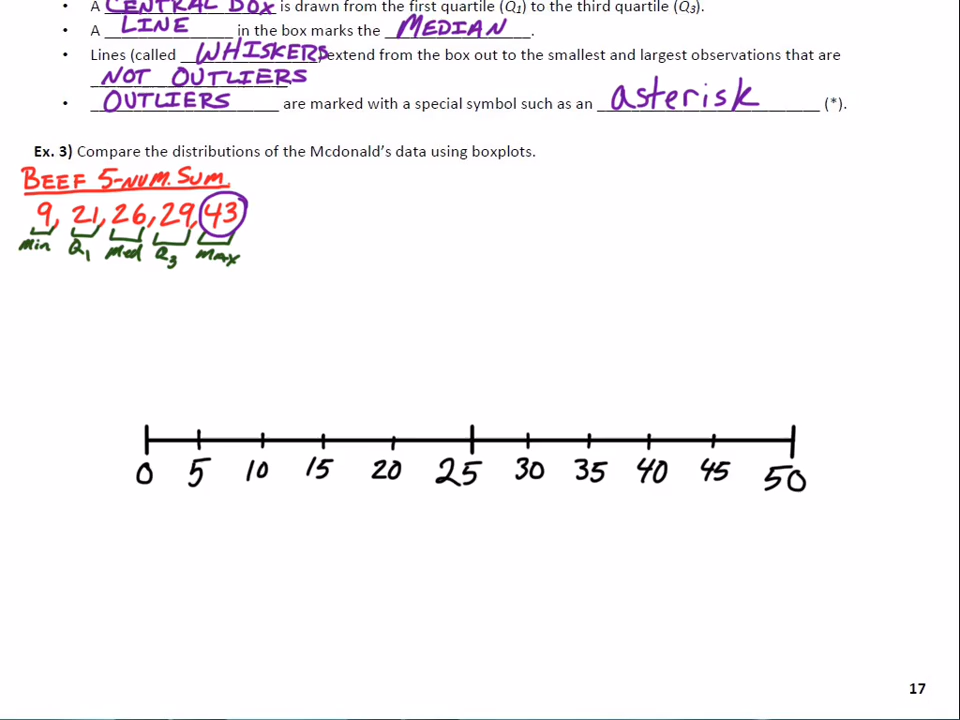 • A CENTRAL BOX is drawn from the first quartile (Q1) to the third quartile (Q3).
• A LINE in the box marks the MEDIAN.
• Lines (called WHISKERS) extend from the box out to the smallest and largest observations that are
NOT OUTLIERS
• OUTLIERS are marked with a special symbol such as an asterisk (*).
Ex. 3) Compare the distributions of the Mcdonald's data using boxplots.
BEEF 5-NUM. SUM.
9, 21, 26, 29, 43
Min Q1 Med Q3 Max
0 5 10 15 20 25 30 35 40 45 50
17